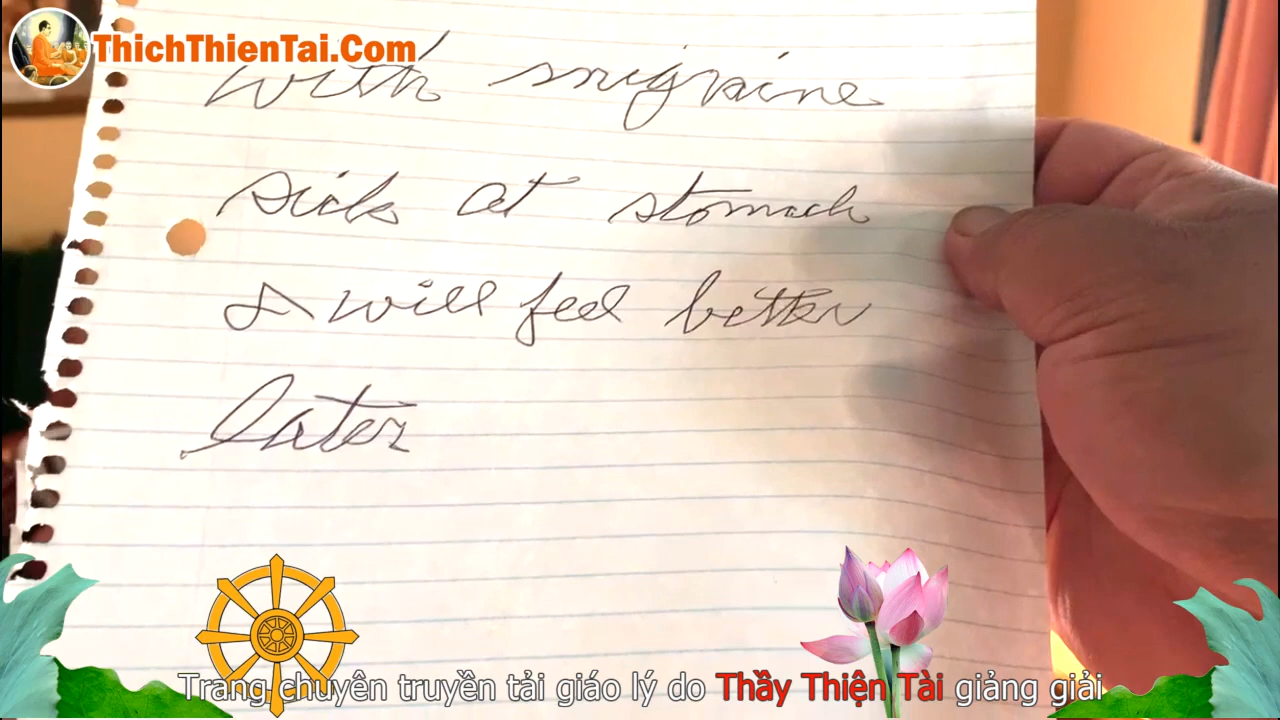 ThichThienTai.Com
with migraine
sick at stomach
& will feel better
later
Trang chuyên truyền tải giáo lý do Thầy Thiện Tài giảng giải